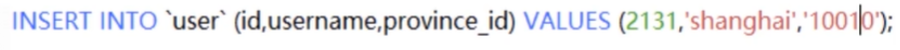 INSERT INTO `user` (id,username,province_id) VALUES (2131,'shanghai','10010');